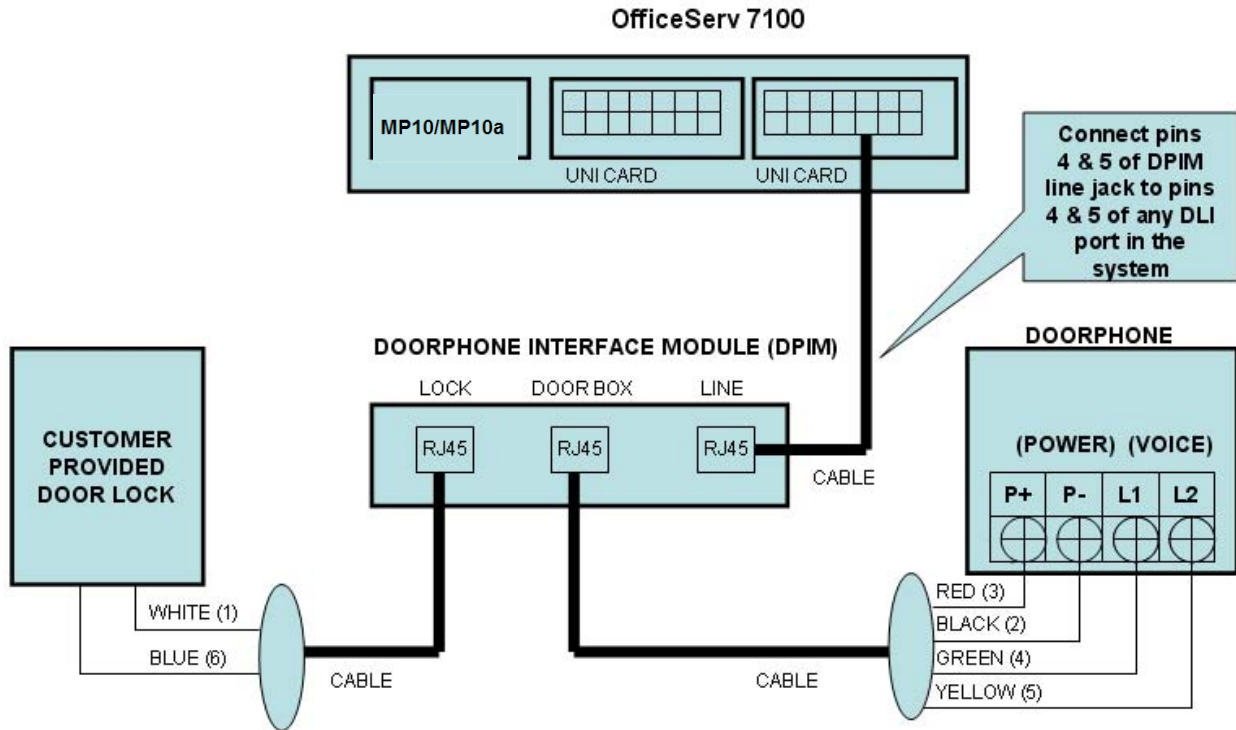 OfficeServ 7100
MP10/MP10a
UNI CARD
UNI CARD
Connect pins
4 & 5 of DPIM
line jack to pins
4 & 5 of any DLI
port in the
system
DOORPHONE INTERFACE MODULE (DPIM)
LOCK
DOOR BOX
LINE
RJ45
RJ45
RJ45
CABLE
CUSTOMER
PROVIDED
DOOR LOCK
WHITE (1)
BLUE (6)
CABLE
CABLE
DOORPHONE
(POWER) (VOICE)
P+ P- L1 L2
RED (3)
BLACK (2)
GREEN (4)
YELLOW (5)